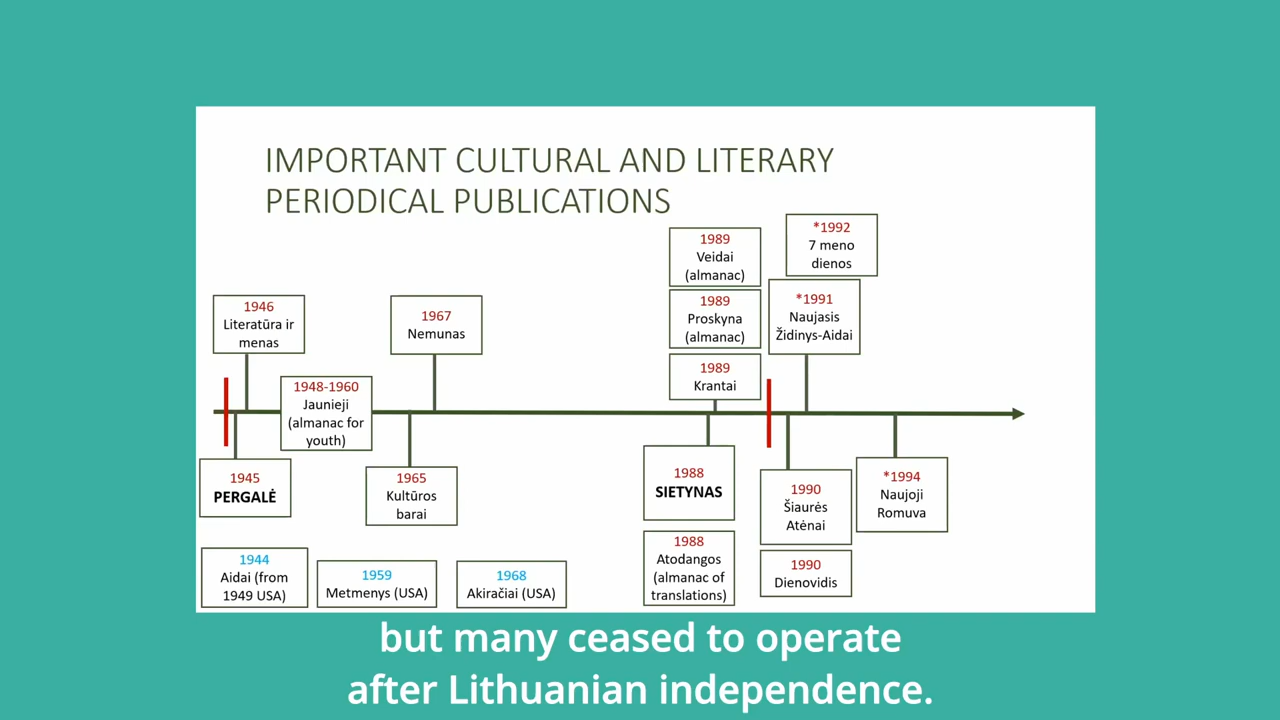 IMPORTANT CULTURAL AND LITERARY
PERIODICAL PUBLICATIONS
1946
Literatūra ir
menas
1948-1960
Jaunieji
(almanac for
youth)
1967
Nemunas
1989
Veidai
(almanac)
1989
Proskyna
(almanac)
1989
Krantai
*1992
7 meno
dienos
*1991
Naujasis
Židinys-Aidai
1945
PERGALĖ
1965
Kultūros
barai
1988
SIETYNAS
1988
Atodangos
(almanac of
translations)
1990
Šiaurės
Atėnai
1990
Dienovidis
*1994
Naujoji
Romuva
1944
Aidai (from
1949 USA)
1959
Metmenys (USA)
1968
Akiračiai (USA)
but many ceased to operate
after Lithuanian independence.